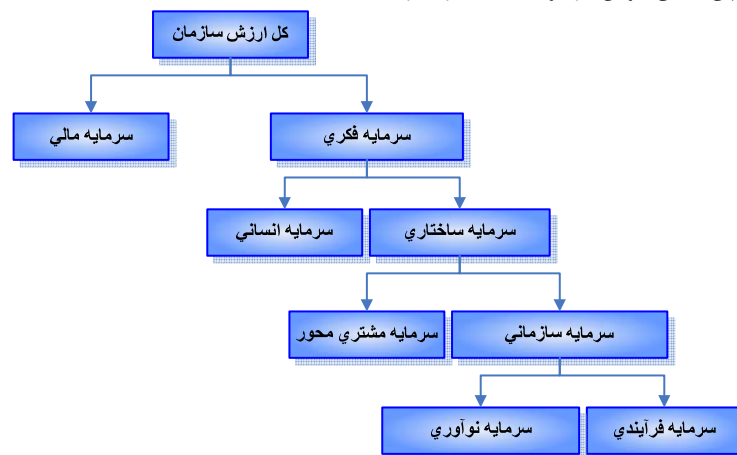 کل ارزش سازمان
سرمایه فکري
سرمایه مالي
سرمایه ساختاري
سرمایه انساني
سرمایه سازماني
سرمایه مشتري محور
سرمایه فرآیندي
سرمایه نوآوري